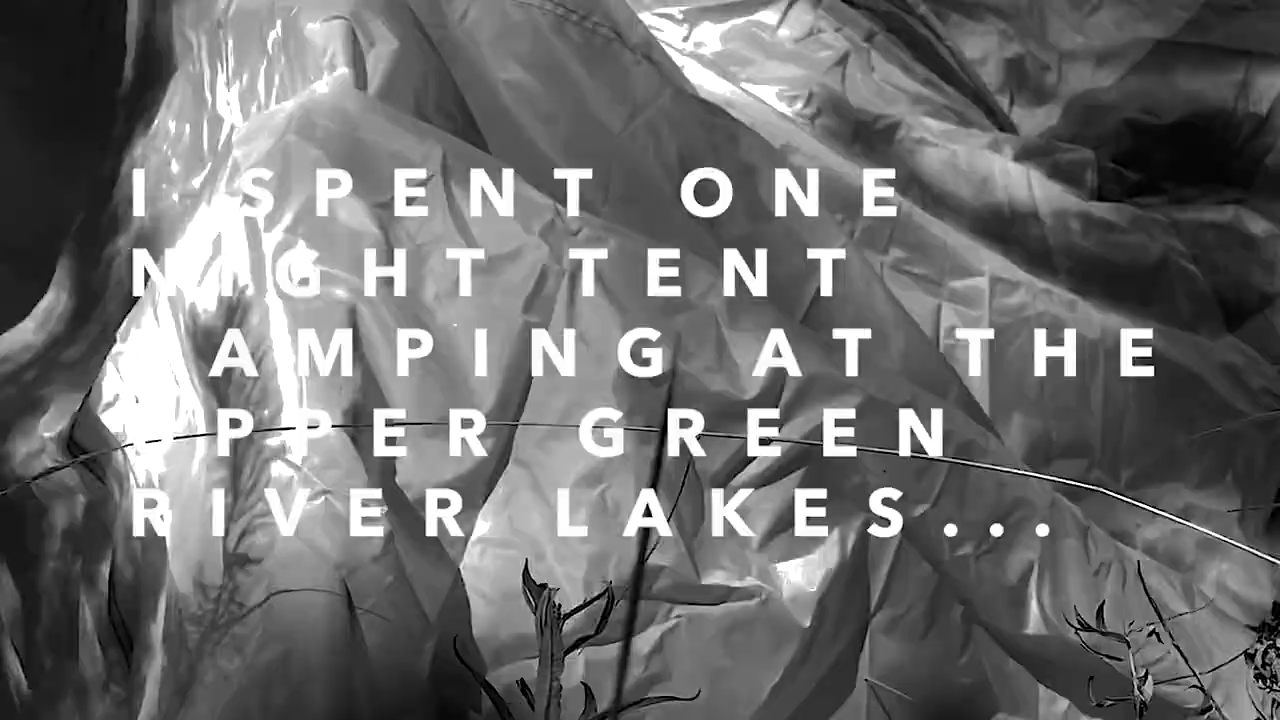 I SPENT ONE
NIGHT TENT
CAMPING AT THE
UPPER GREEN
RIVER LAKES...